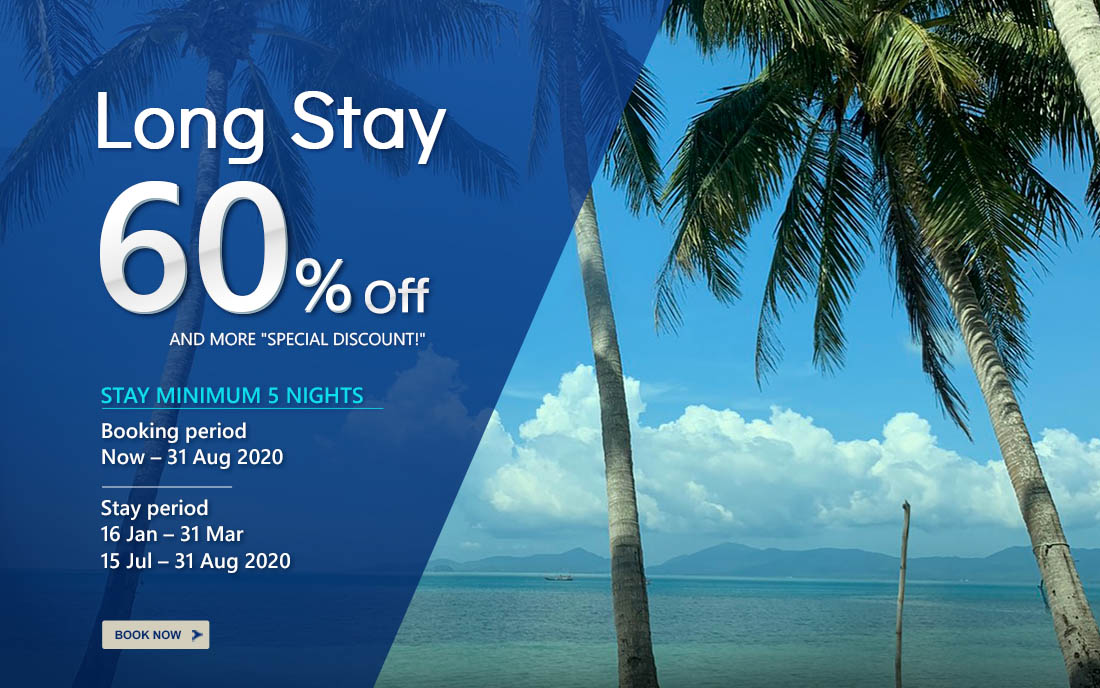 Long Stay
60% Off
AND MORE "SPECIAL DISCOUNT!"
STAY MINIMUM 5 NIGHTS
Booking period
Now – 31 Aug 2020
Stay period
16 Jan – 31 Mar
15 Jul – 31 Aug 2020
BOOK NOW